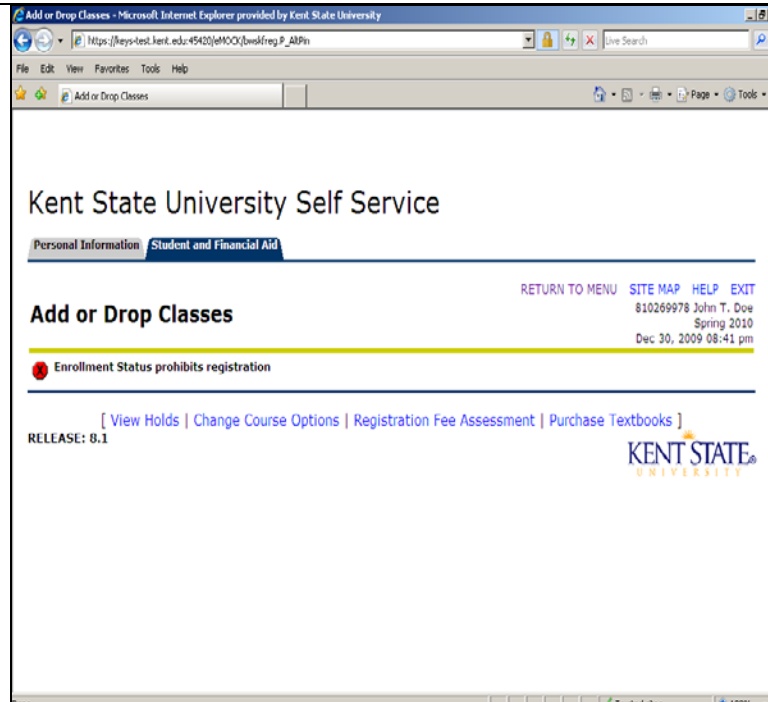 Add or Drop Classes - Microsoft Internet Explorer provided by Kent State University
https://keys-test.kent.edu:45420/eMOCK/bwskfreg.P_AltPin
Live Search
File Edit View Favorites Tools Help
Add or Drop Classes
Page Tools
Kent State University Self Service
Personal Information Student and Financial Aid
RETURN TO MENU SITE MAP HELP EXIT
Add or Drop Classes
810269978 John T. Doe
Spring 2010
Dec 30, 2009 08:41 pm
X Enrollment Status prohibits registration
[ View Holds | Change Course Options | Registration Fee Assessment | Purchase Textbooks ]
RELEASE: 8.1
KENT STATE®
UNIVERSITY